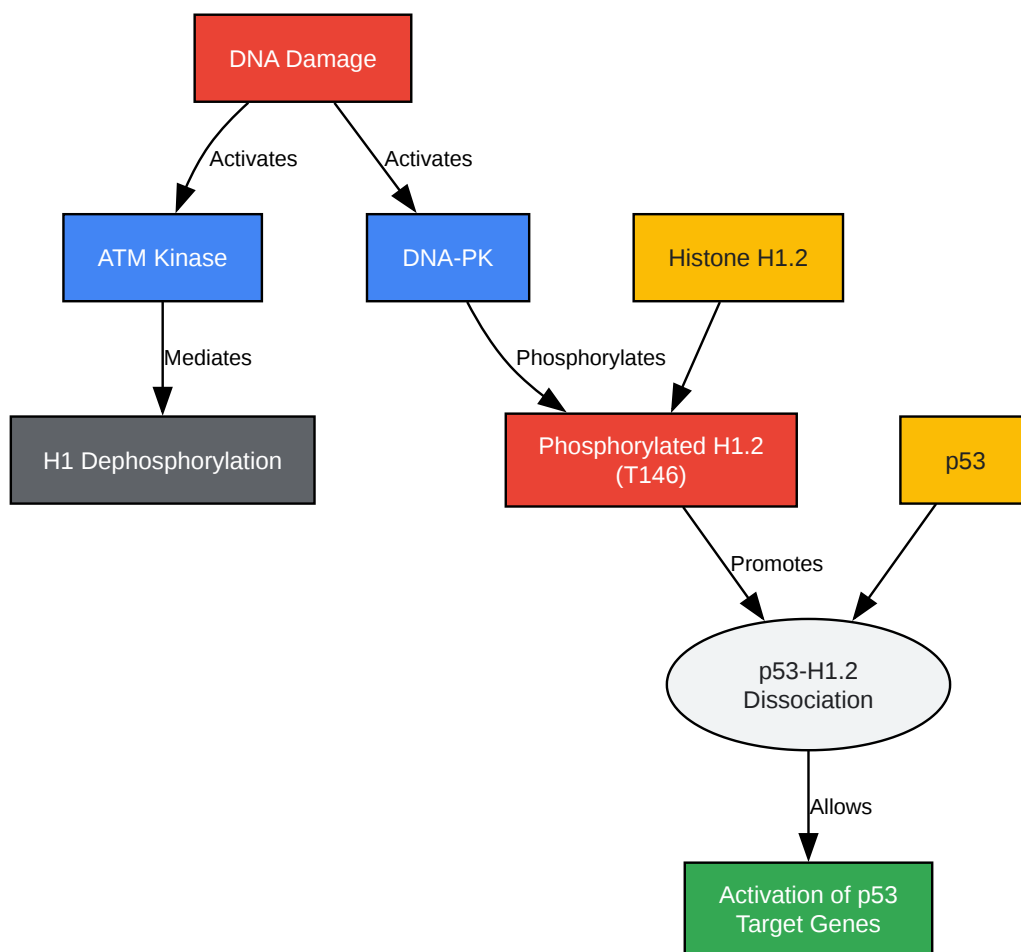 DNA Damage
Activates
Activates
ATM Kinase
DNA-PK
Histone H1.2
Mediates
Phosphorylates
H1 Dephosphorylation
Phosphorylated H1.2
(T146)
p53
Promotes
p53-H1.2
Dissociation
Allows
Activation of p53
Target Genes